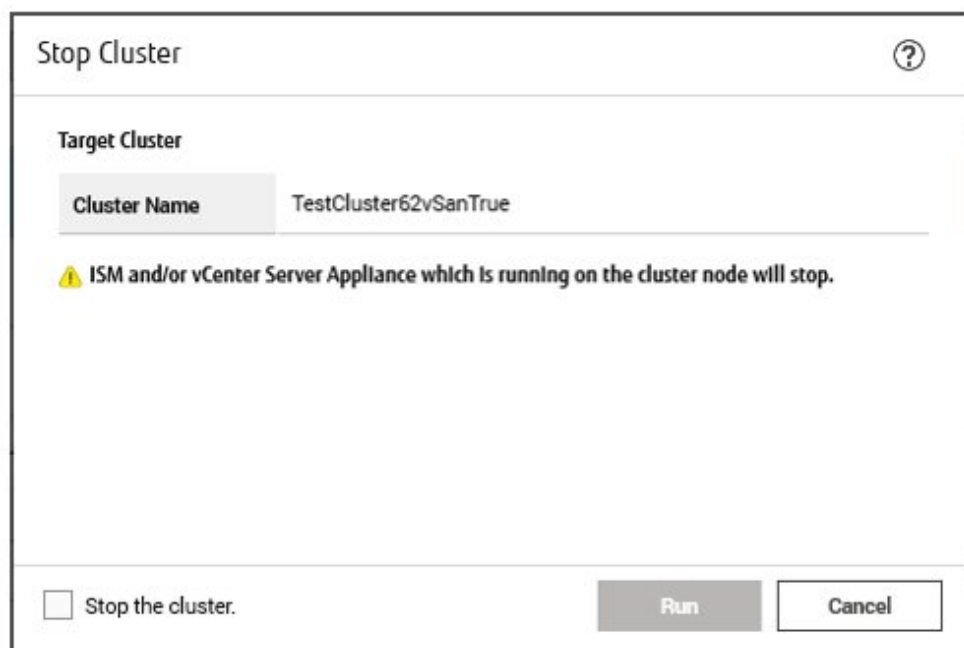 Stop Cluster
?
Target Cluster
Cluster Name TestCluster62vSanTrue
ISM and/or vCenter Server Appliance which is running on the cluster node will stop.
Stop the cluster. Run Cancel